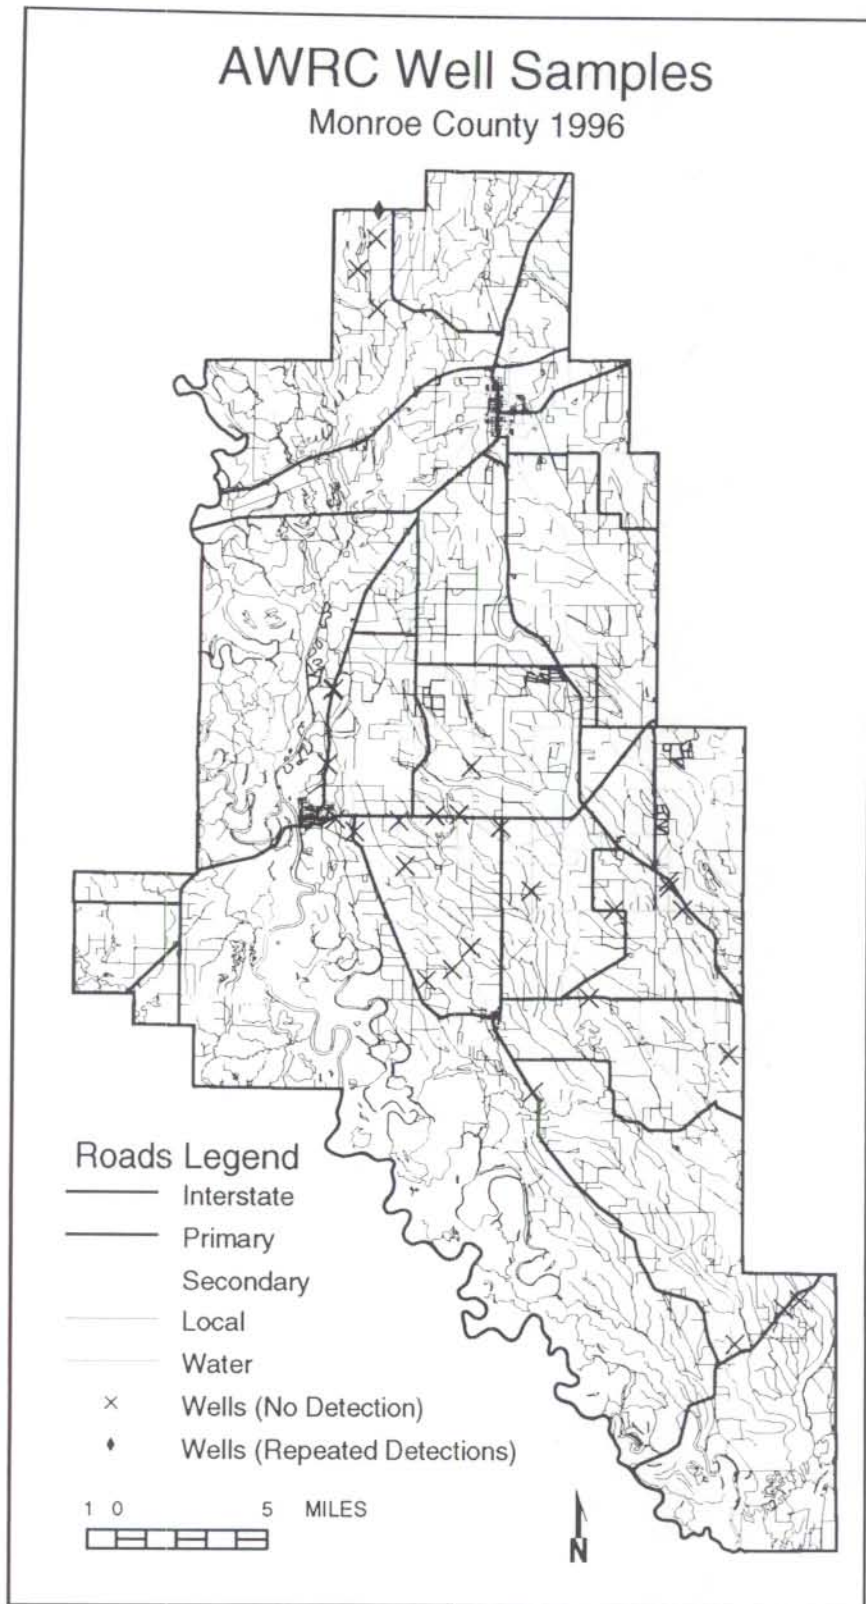 AWRC Well Samples
Monroe County 1996
Roads Legend
Interstate
Primary
Secondary
Local
Water
Wells (No Detection)
Wells (Repeated Detections)
1 0 5 MILES
N